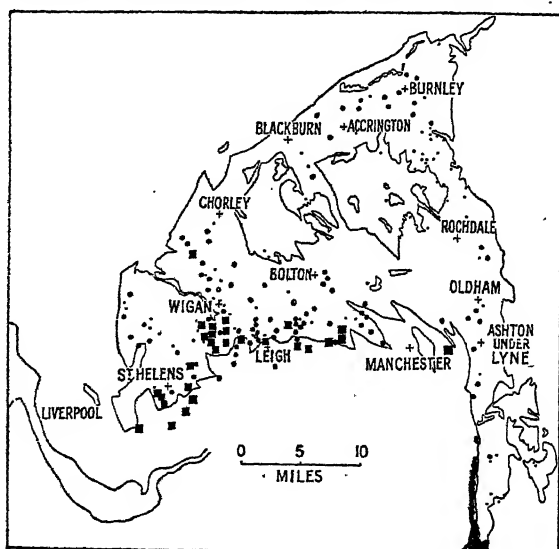 BURNLEY
ACCRINGTON
BLACKBURN
CHORLEY
ROCHDALE
BOLTON
WIGAN
OLDHAM
ASHTON
UNDER
LYNE
LEIGH
MANCHESTER
ST HELENS
LIVERPOOL
0 5 10
MILES